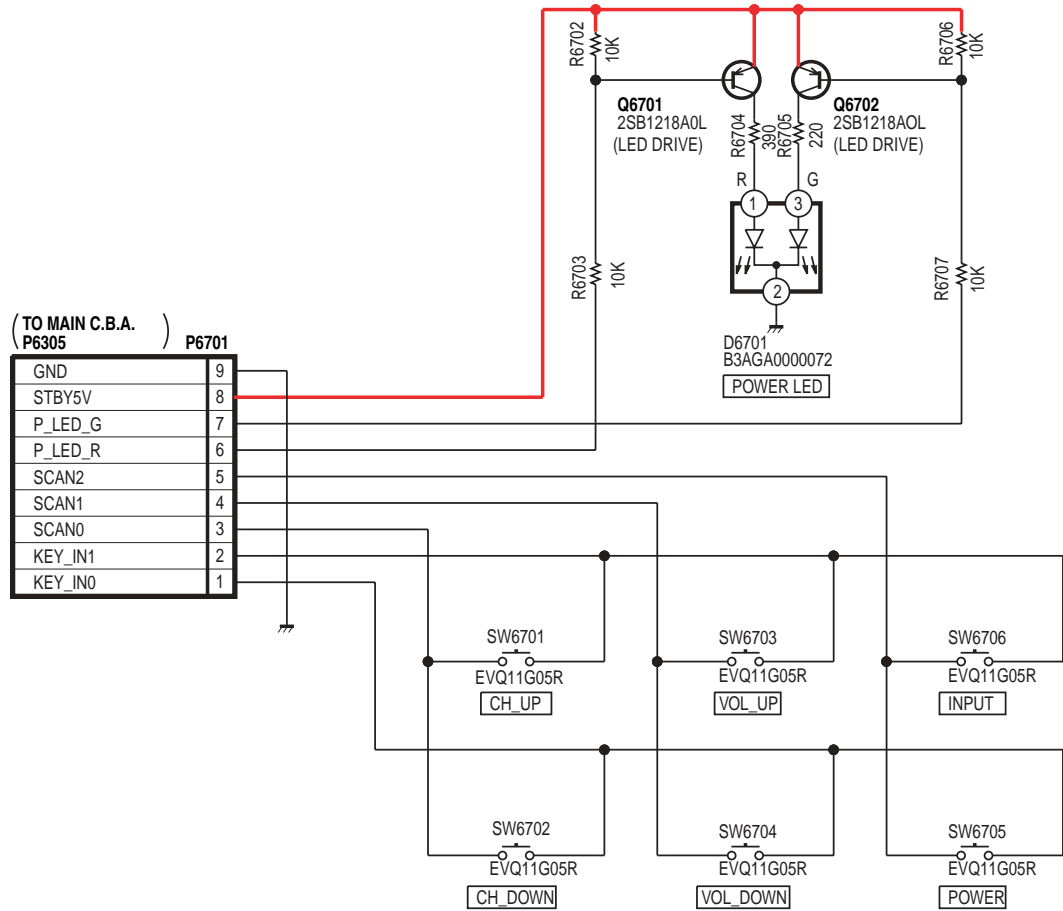 R6702
10K
R6706
10K
Q6701
2SB1218A0L
(LED DRIVE)
R6704
390
R6705
220
Q6702
2SB1218AOL
(LED DRIVE)
R
G
1
3
2
R6703
10K
R6707
10K
D6701
B3AGA0000072
POWER LED
(TO MAIN C.B.A.
P6305)
P6701
GND 9
STBY5V 8
P_LED_G 7
P_LED_R 6
SCAN2 5
SCAN1 4
SCAN0 3
KEY_IN1 2
KEY_IN0 1
SW6701
EVQ11G05R
CH_UP
SW6703
EVQ11G05R
VOL_UP
SW6706
EVQ11G05R
INPUT
SW6702
EVQ11G05R
CH_DOWN
SW6704
EVQ11G05R
VOL_DOWN
SW6705
EVQ11G05R
POWER